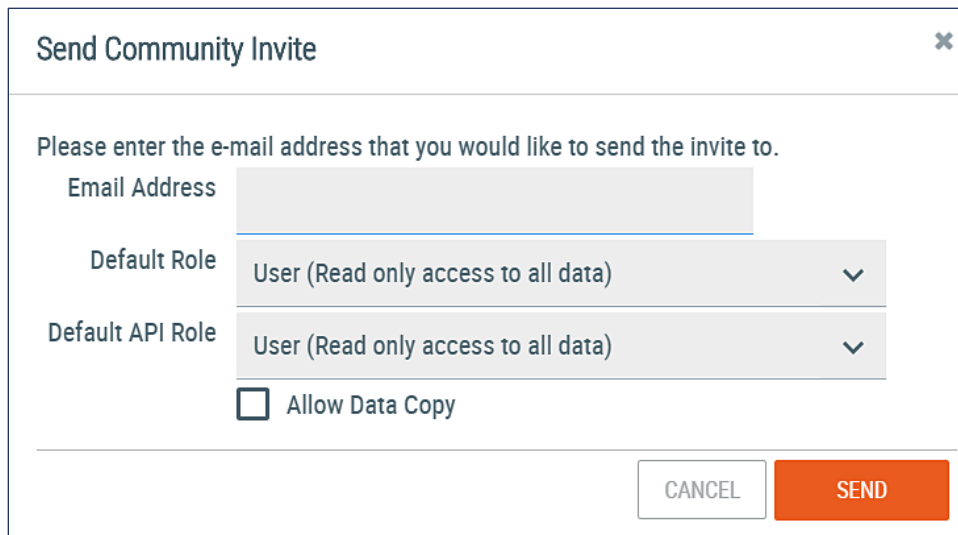 Send Community Invite
Please enter the e-mail address that you would like to send the invite to.
Email Address
Default Role
User (Read only access to all data)
Default API Role
User (Read only access to all data)
Allow Data Copy
CANCEL
SEND